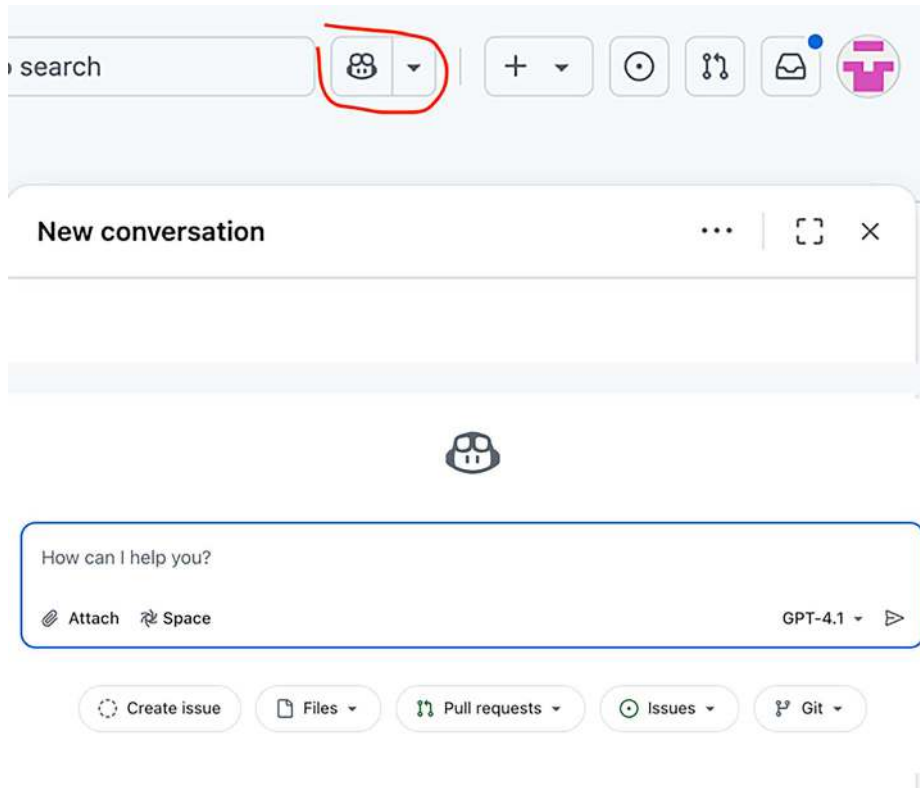 search
New conversation
How can I help you?
Attach Space GPT-4.1
Create issue Files Pull requests Issues Git